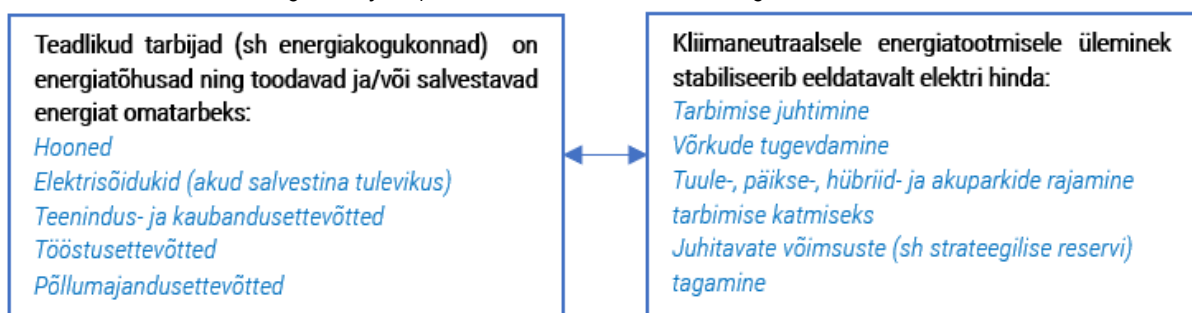 Teadlikud tarbijad (sh energiakogukonnad) on
energiatõhusad ning toodavad ja/või salvestavad
energiat omatarbeks:
Hooned
Elektrisõidukid (akud salvestina tulevikus)
Teenindus- ja kaubandusettevõtted
Tööstusettevõtted
Põllumajandusettevõtted
Kliimaneutraalsele energiatootmisele üleminek
stabiliseerib eeldatavalt elektri hinda:
Tarbimise juhtimine
Võrkude tugevdamine
Tuule-, päikse-, hübriid- ja akuparkide rajamine
tarbimise katmiseks
Juhitavate võimsuste (sh strateegilise reservi)
tagamine